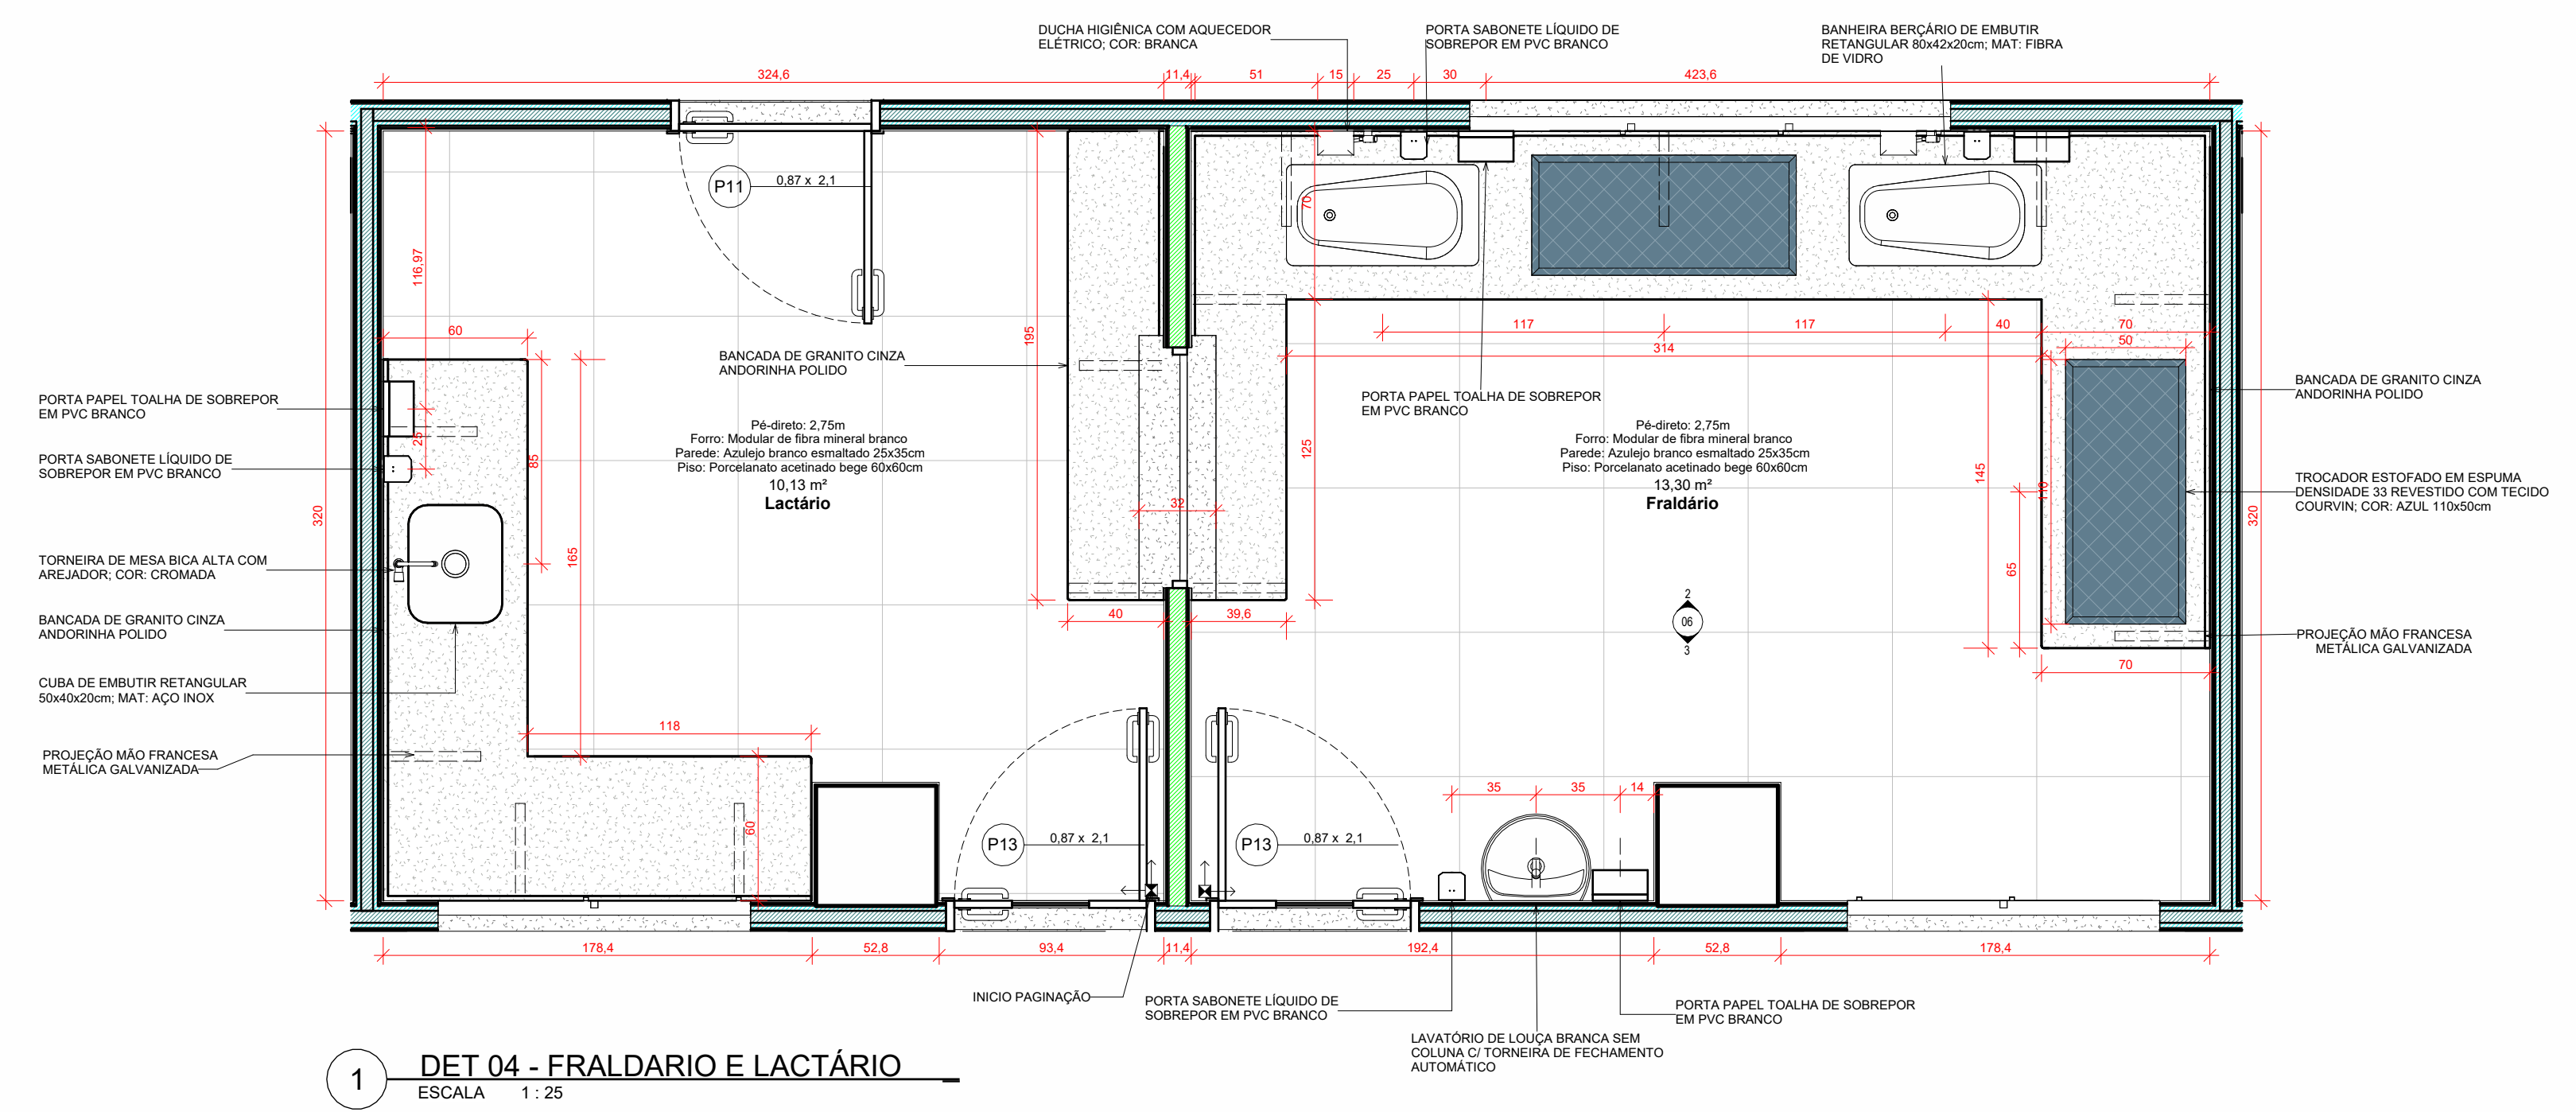 DUCHA HIGIÊNICA COM AQUECEDOR
ELÉTRICO; COR: BRANCA
PORTA SABONETE LÍQUIDO DE
SOBREPOR EM PVC BRANCO
BANHEIRA BERÇÁRIO DE EMBUTIR
RETANGULAR 80x42x20cm; MAT: FIBRA
DE VIDRO
324,6
11,4
51
15
25
30
423,6
P11
0,87 x 2,1
70
116,97
60
195
117
117
40
70
314
50
BANCADA DE GRANITO CINZA
ANDORINHA POLIDO
PORTA PAPEL TOALHA DE SOBREPOR
EM PVC BRANCO
BANCADA DE GRANITO CINZA
ANDORINHA POLIDO
PORTA PAPEL TOALHA DE SOBREPOR
EM PVC BRANCO
25
85
PORTA SABONETE LÍQUIDO DE
SOBREPOR EM PVC BRANCO
Pé-direto: 2,75m
Forro: Modular de fibra mineral branco
Parede: Azulejo branco esmaltado 25x35cm
Piso: Porcelanato acetinado bege 60x60cm
10,13 m²
Lactário
125
32
Pé-direto: 2,75m
Forro: Modular de fibra mineral branco
Parede: Azulejo branco esmaltado 25x35cm
Piso: Porcelanato acetinado bege 60x60cm
13,30 m²
Fraldário
145
110
TROCADOR ESTOFADO EM ESPUMA
DENSIDADE 33 REVESTIDO COM TECIDO
COURVIN; COR: AZUL 110x50cm
320
320
165
65
TORNEIRA DE MESA BICA ALTA COM
AREJADOR; COR: CROMADA
BANCADA DE GRANITO CINZA
ANDORINHA POLIDO
40
39,6
2
06
3
PROJEÇÃO MÃO FRANCESA
METÁLICA GALVANIZADA
70
CUBA DE EMBUTIR RETANGULAR
50x40x20cm; MAT: AÇO INOX
118
PROJEÇÃO MÃO FRANCESA
METÁLICA GALVANIZADA
60
35
35
14
P13
0,87 x 2,1
P13
0,87 x 2,1
178,4
52,8
93,4
11,4
192,4
52,8
178,4
INICIO PAGINAÇÃO
PORTA SABONETE LÍQUIDO DE
SOBREPOR EM PVC BRANCO
PORTA PAPEL TOALHA DE SOBREPOR
EM PVC BRANCO
LAVATÓRIO DE LOUÇA BRANCA SEM
COLUNA C/ TORNEIRA DE FECHAMENTO
AUTOMÁTICO
1
DET 04 - FRALDARIO E LACTÁRIO
ESCALA 1 : 25